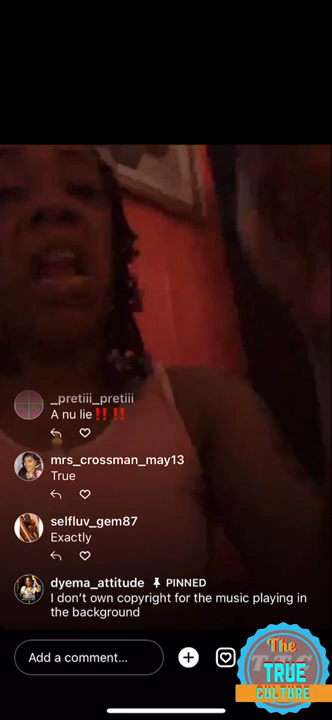 _pretiii_pretiii
A nu lie‼️‼️
mrs_crossman_may13
True
selfluv_gem87
Exactly
dyema_attitude PINNED
I don't own copyright for the music playing in
the background
Add a comment...
The
TRUE
CULTURE